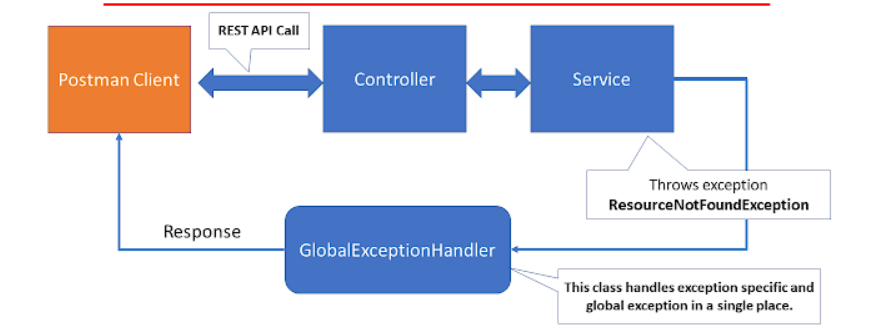 REST API Call
Postman Client
Controller
Service
Throws exception
ResourceNotFoundException
Response
GlobalExceptionHandler
This class handles exception specific and
global exception in a single place.